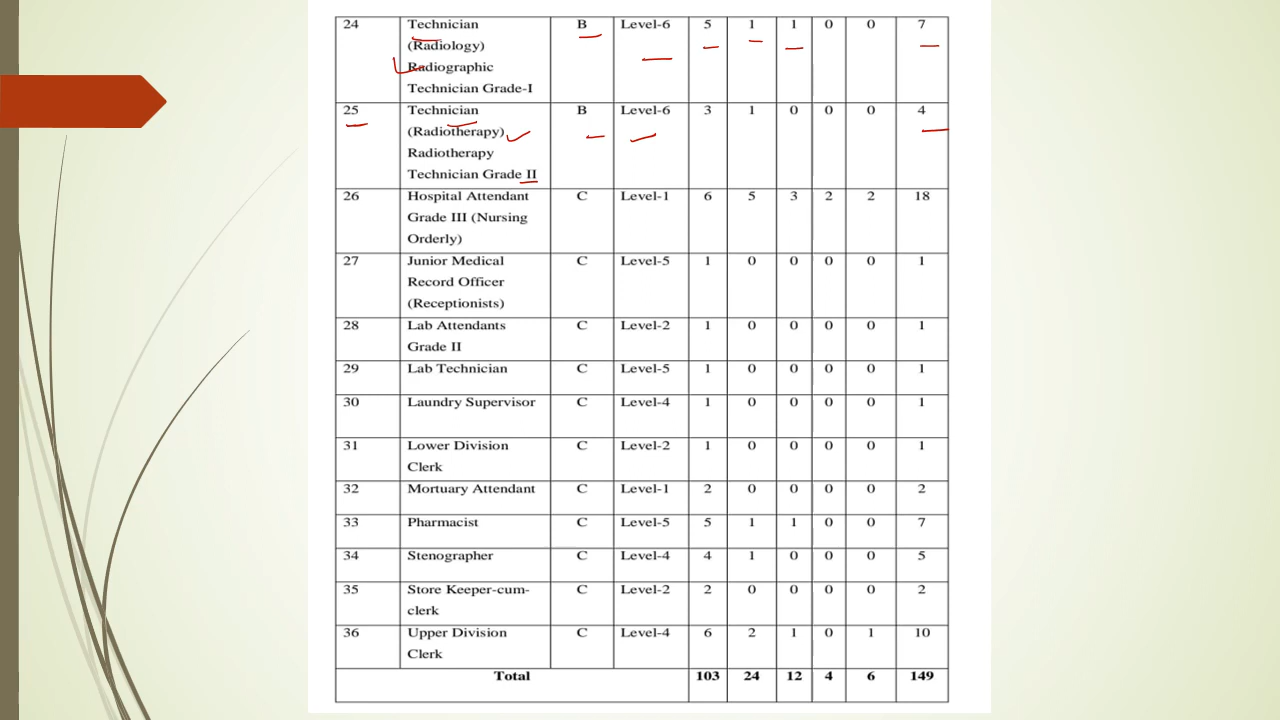 24 Technician B Level-6 5 1 1 0 0 7
(Radiology)
Radiographic
Technician Grade-I
25 Technician B Level-6 3 1 0 0 0 4
(Radiotherapy)
Radiotherapy
Technician Grade II
26 Hospital Attendant C Level-1 6 5 3 2 2 18
Grade III (Nursing
Orderly)
27 Junior Medical C Level-5 1 0 0 0 0 1
Record Officer
(Receptionists)
28 Lab Attendants C Level-2 1 0 0 0 0 1
Grade II
29 Lab Technician C Level-5 1 0 0 0 0 1
30 Laundry Supervisor C Level-4 1 0 0 0 0 1
31 Lower Division C Level-2 1 0 0 0 0 1
Clerk
32 Mortuary Attendant C Level-1 2 0 0 0 0 2
33 Pharmacist C Level-5 5 1 1 0 0 7
34 Stenographer C Level-4 4 1 0 0 0 5
35 Store Keeper-cum- C Level-2 2 0 0 0 0 2
clerk
36 Upper Division C Level-4 6 2 1 0 1 10
Clerk
Total 103 24 12 4 6 149